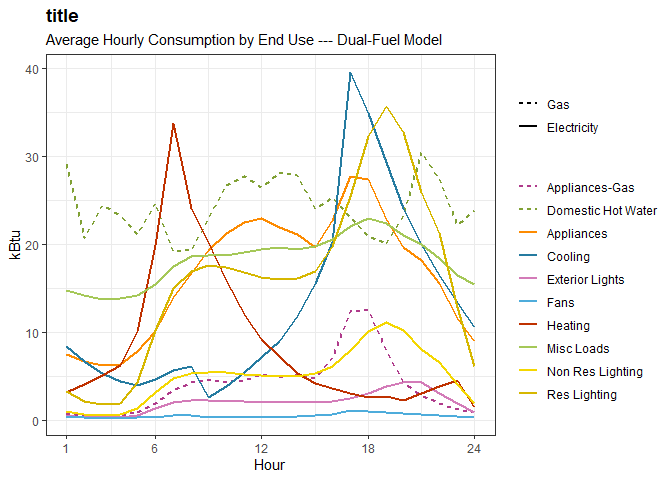 title
Average Hourly Consumption by End Use --- Dual-Fuel Model
40
30
20
10
0
kBtu
1
6
12
18
24
Hour
Gas
Electricity
Appliances-Gas
Domestic Hot Water
Appliances
Cooling
Exterior Lights
Fans
Heating
Misc Loads
Non Res Lighting
Res Lighting